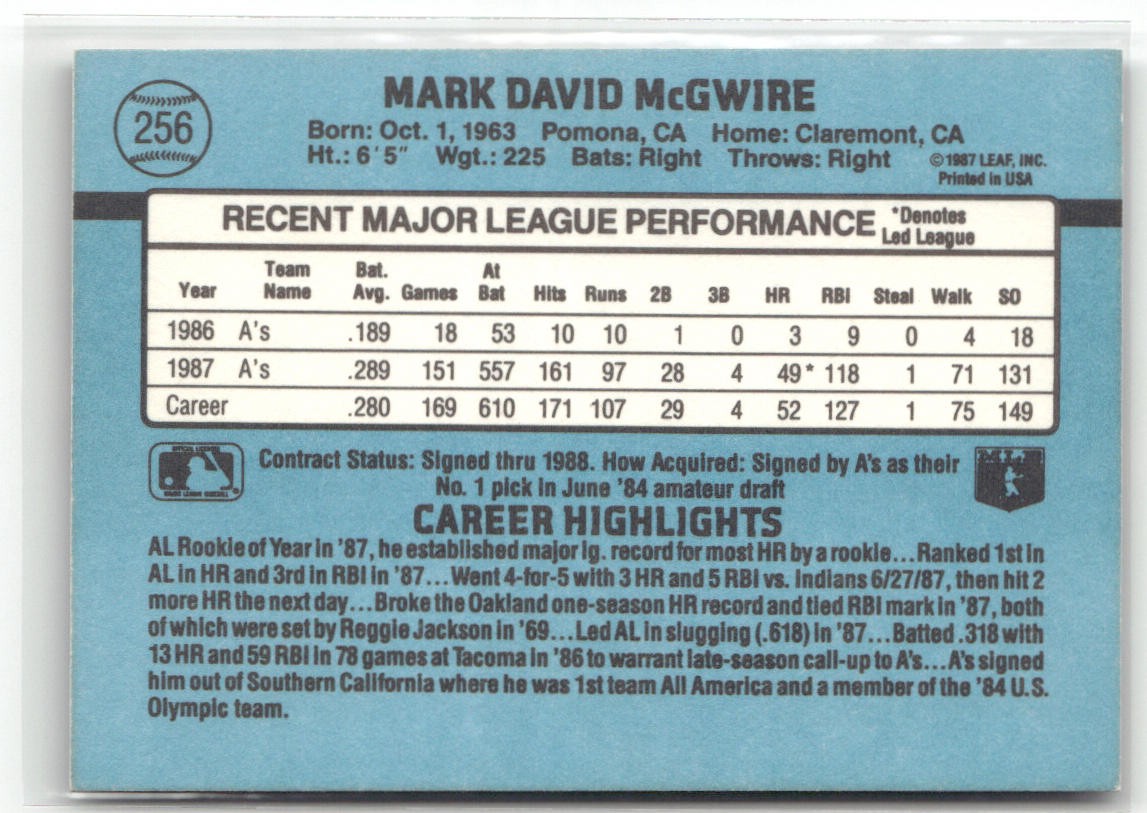 MARK DAVID McGWIRE
256
Born: Oct. 1, 1963 Pomona, CA Home: Claremont, CA
Ht.: 6'5" Wgt.: 225 Bats: Right Throws: Right
©1987 LEAF, INC.
Printed in USA
RECENT MAJOR LEAGUE PERFORMANCE *Denotes Led League
Year Team Name Bat. Avg. Games At Bat Hits Runs 2B 3B HR RBI Steal Walk SO
1986 A's .189 18 53 10 10 1 0 3 9 0 4 18
1987 A's .289 151 557 161 97 28 4 49* 118 1 71 131
Career .280 169 610 171 107 29 4 52 127 1 75 149
OFFICIAL LICENSEE
MAJOR LEAGUE BASEBALL
Contract Status: Signed thru 1988. How Acquired: Signed by A's as their
No. 1 pick in June '84 amateur draft
CAREER HIGHLIGHTS
AL Rookie of Year in '87, he established major lg. record for most HR by a rookie...Ranked 1st in
AL in HR and 3rd in RBI in '87...Went 4-for-5 with 3 HR and 5 RBI vs. Indians 6/27/87, then hit 2
more HR the next day...Broke the Oakland one-season HR record and tied RBI mark in '87, both
of which were set by Reggie Jackson in '69...Led AL in slugging (.618) in '87...Batted .318 with
13 HR and 59 RBI in 78 games at Tacoma in '86 to warrant late-season call-up to A's...A's signed
him out of Southern California where he was 1st team All America and a member of the '84 U.S.
Olympic team.